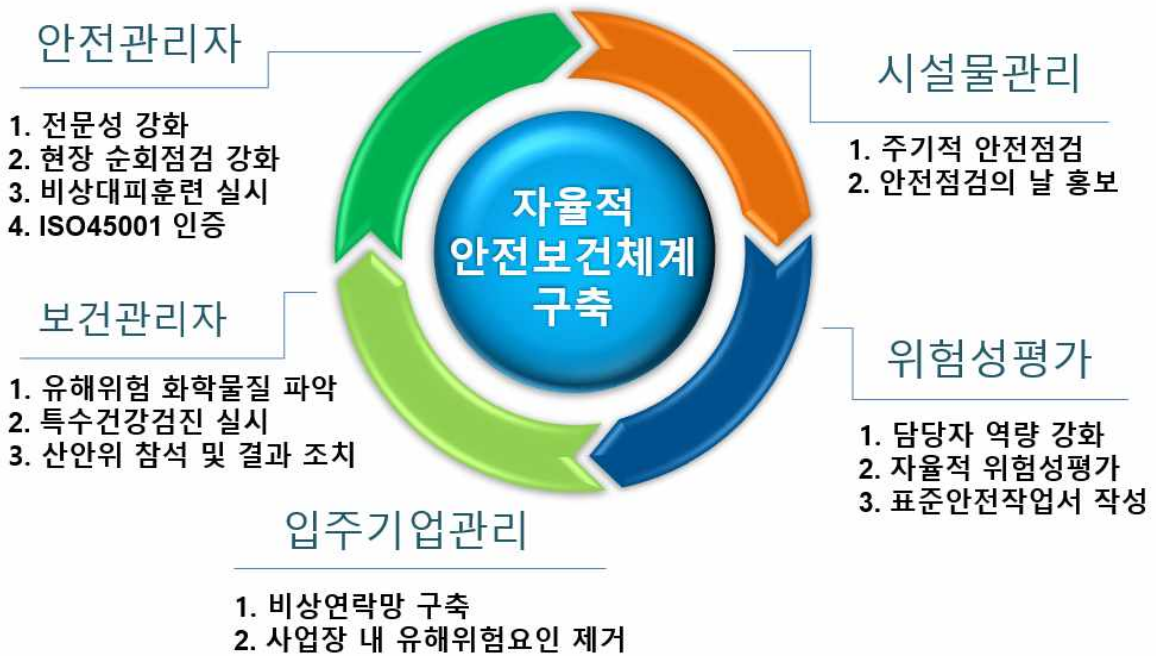 안전관리자
1. 전문성 강화
2. 현장 순회점검 강화
3. 비상대피훈련 실시
4. ISO45001 인증
시설물관리
1. 주기적 안전점검
2. 안전점검의 날 홍보
자율적
안전보건체계
구축
보건관리자
1. 유해위험 화학물질 파악
2. 특수건강검진 실시
3. 산안위 참석 및 결과 조치
위험성평가
1. 담당자 역량 강화
2. 자율적 위험성평가
3. 표준안전작업서 작성
입주기업관리
1. 비상연락망 구축
2. 사업장 내 유해위험요인 제거